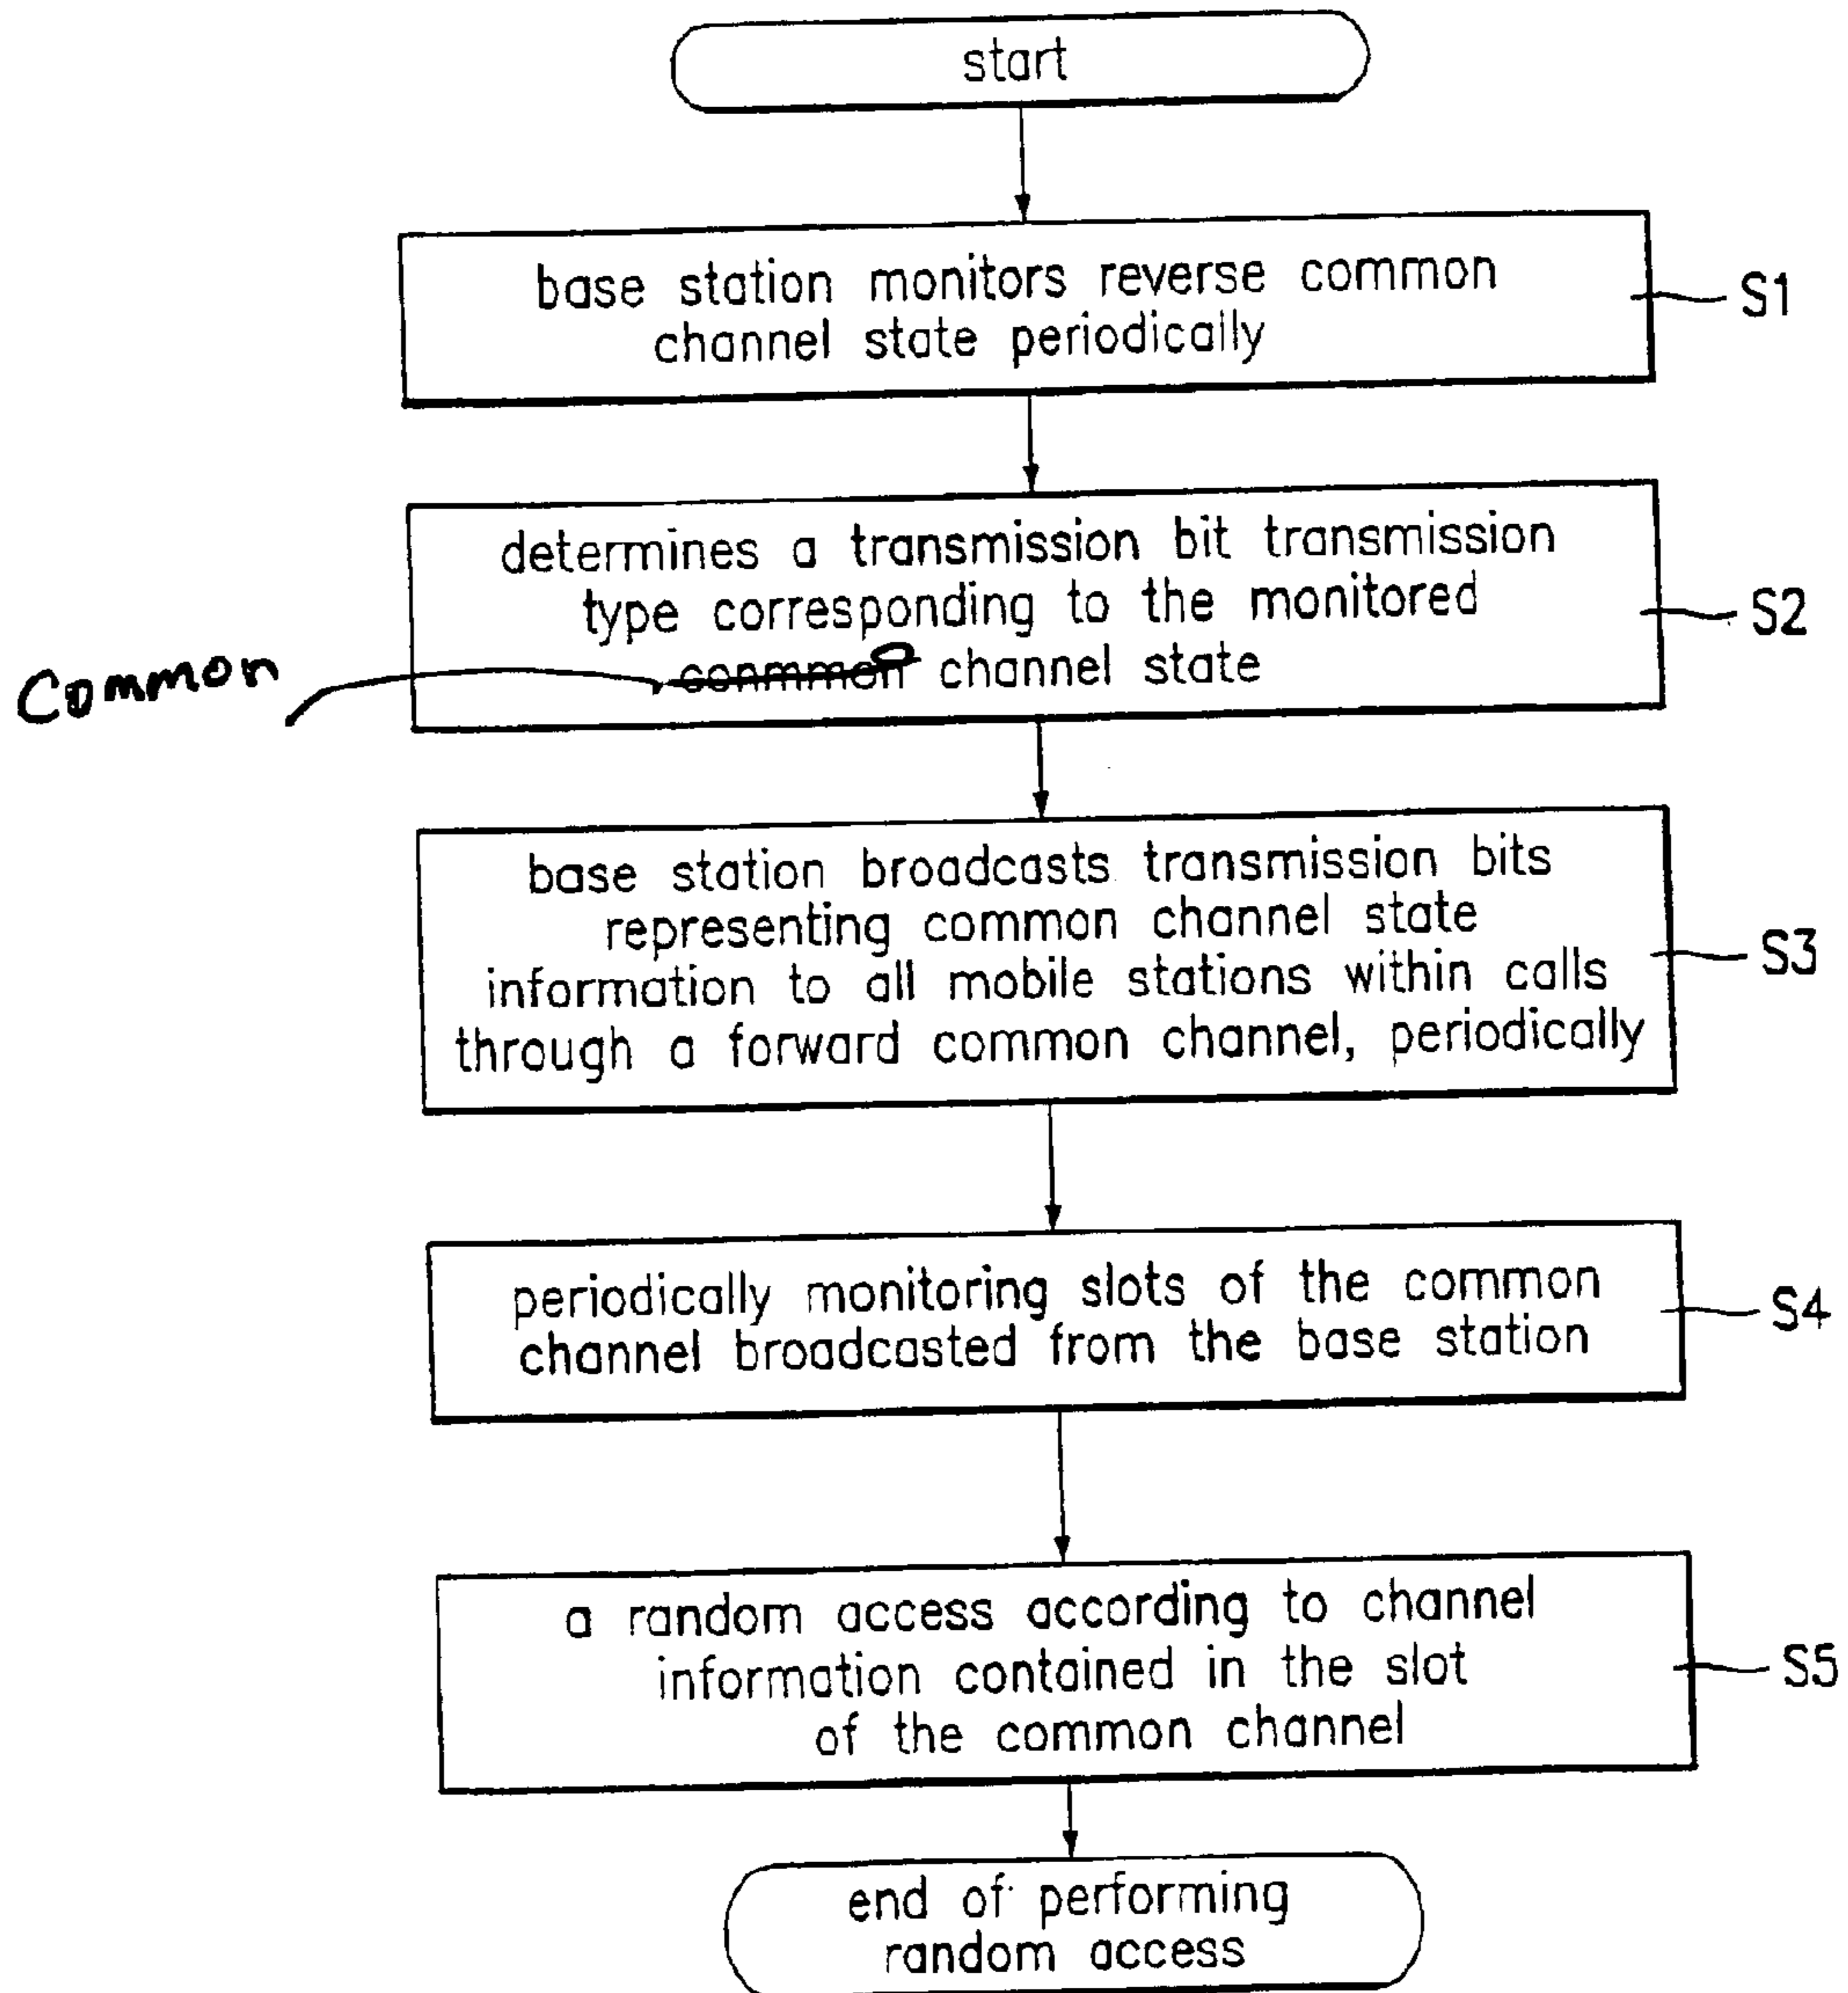 start
base station monitors reverse common
channel state periodically
S1
determines a transmission bit transmission
type corresponding to the monitored
conmmon channel state
S2
Common
base station broadcasts transmission bits
representing common channel state
information to all mobile stations within calls
through a forward common channel, periodically
S3
periodically monitoring slots of the common
channel broadcasted from the base station
S4
a random access according to channel
information contained in the slot
of the common channel
S5
end of performing
random access